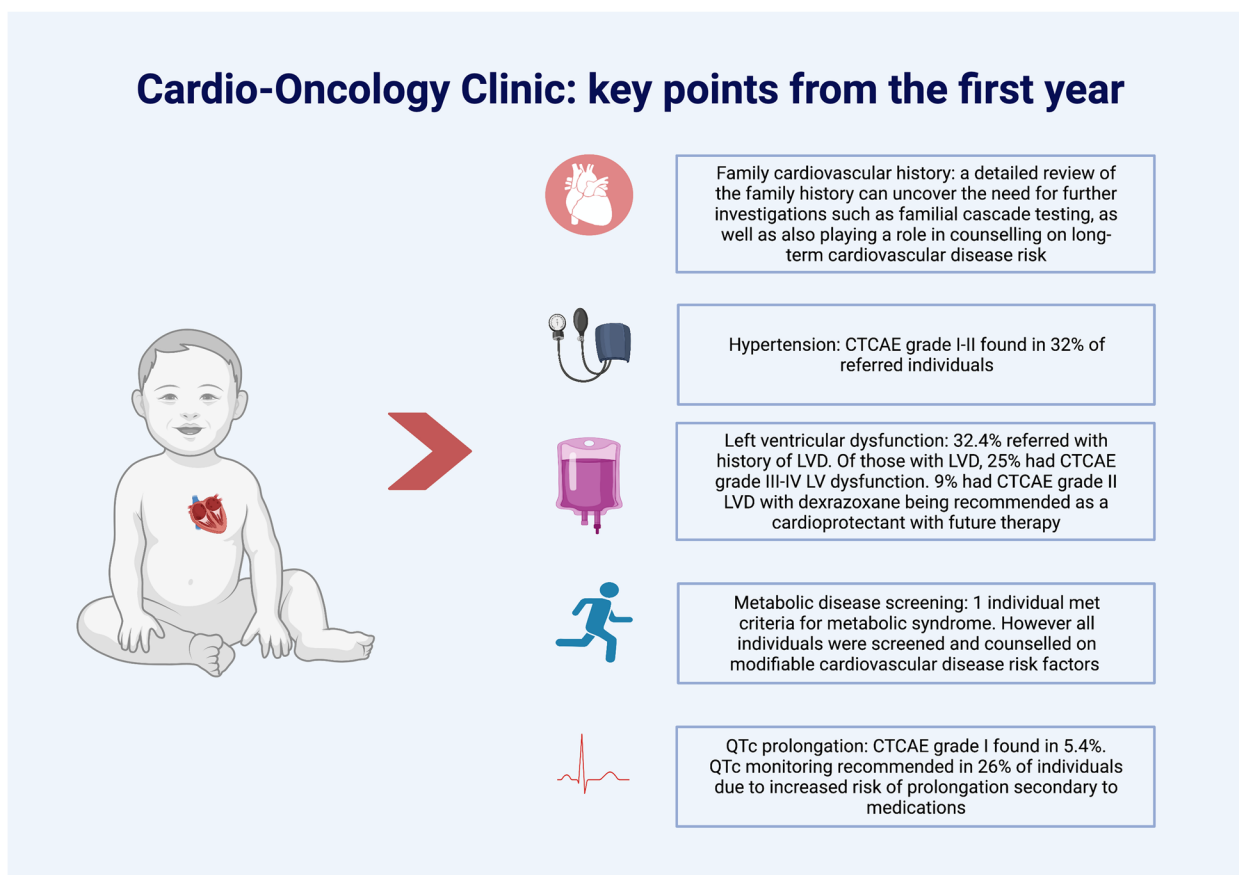 Cardio-Oncology Clinic: key points from the first year
Family cardiovascular history: a detailed review of
the family history can uncover the need for further
investigations such as familial cascade testing, as
well as also playing a role in counselling on long-
term cardiovascular disease risk
Hypertension: CTCAE grade I-II found in 32% of
referred individuals
Left ventricular dysfunction: 32.4% referred with
history of LVD. Of those with LVD, 25% had CTCAE
grade III-IV LV dysfunction. 9% had CTCAE grade II
LVD with dexrazoxane being recommended as a
cardioprotectant with future therapy
Metabolic disease screening: 1 individual met
criteria for metabolic syndrome. However all
individuals were screened and counselled on
modifiable cardiovascular disease risk factors
QTc prolongation: CTCAE grade I found in 5.4%.
QTc monitoring recommended in 26% of individuals
due to increased risk of prolongation secondary to
medications